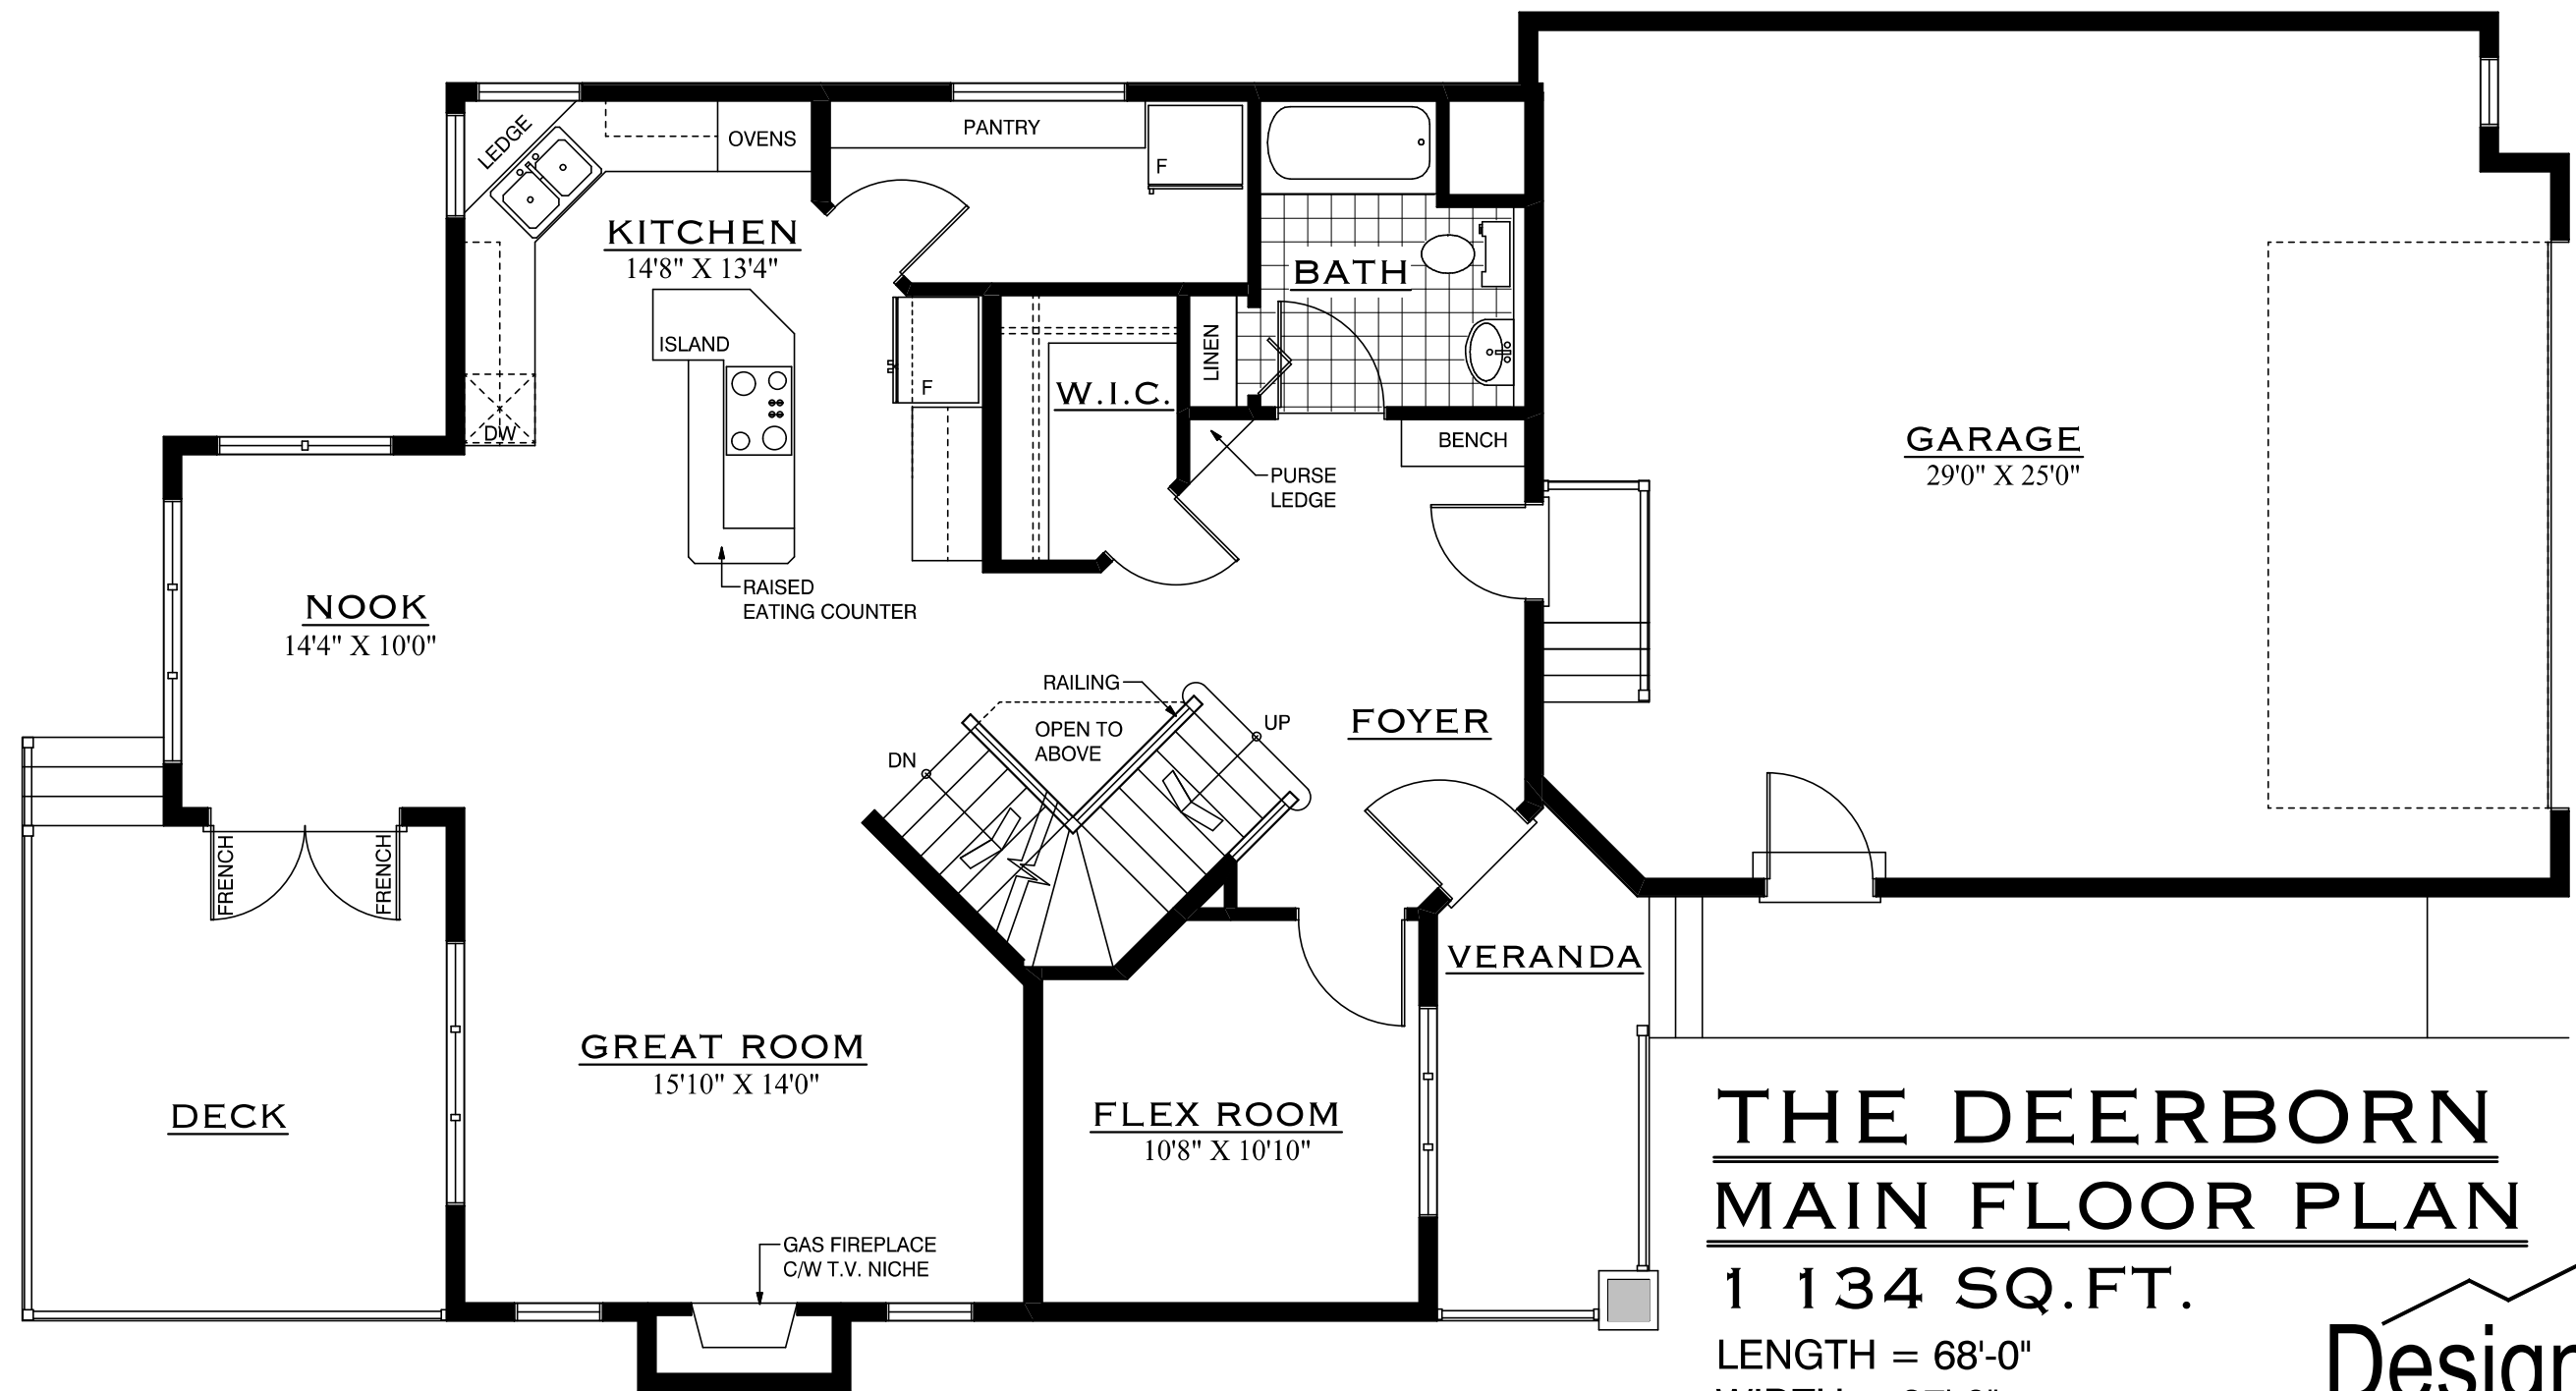 LEDGE
OVENS
PANTRY
F
KITCHEN
14'8" X 13'4"
BATH
ISLAND
LINEN
F
W.I.C.
DW
BENCH
PURSE
LEDGE
GARAGE
29'0" X 25'0"
RAISED
EATING COUNTER
NOOK
14'4" X 10'0"
RAILING
OPEN TO
ABOVE
UP
FOYER
DN
FRENCH
FRENCH
VERANDA
GREAT ROOM
15'10" X 14'0"
DECK
FLEX ROOM
10'8" X 10'10"
GAS FIREPLACE
C/W T.V. NICHE
THE DEERBORN
MAIN FLOOR PLAN
1 134 SQ.FT.
LENGTH = 68'-0"
Design